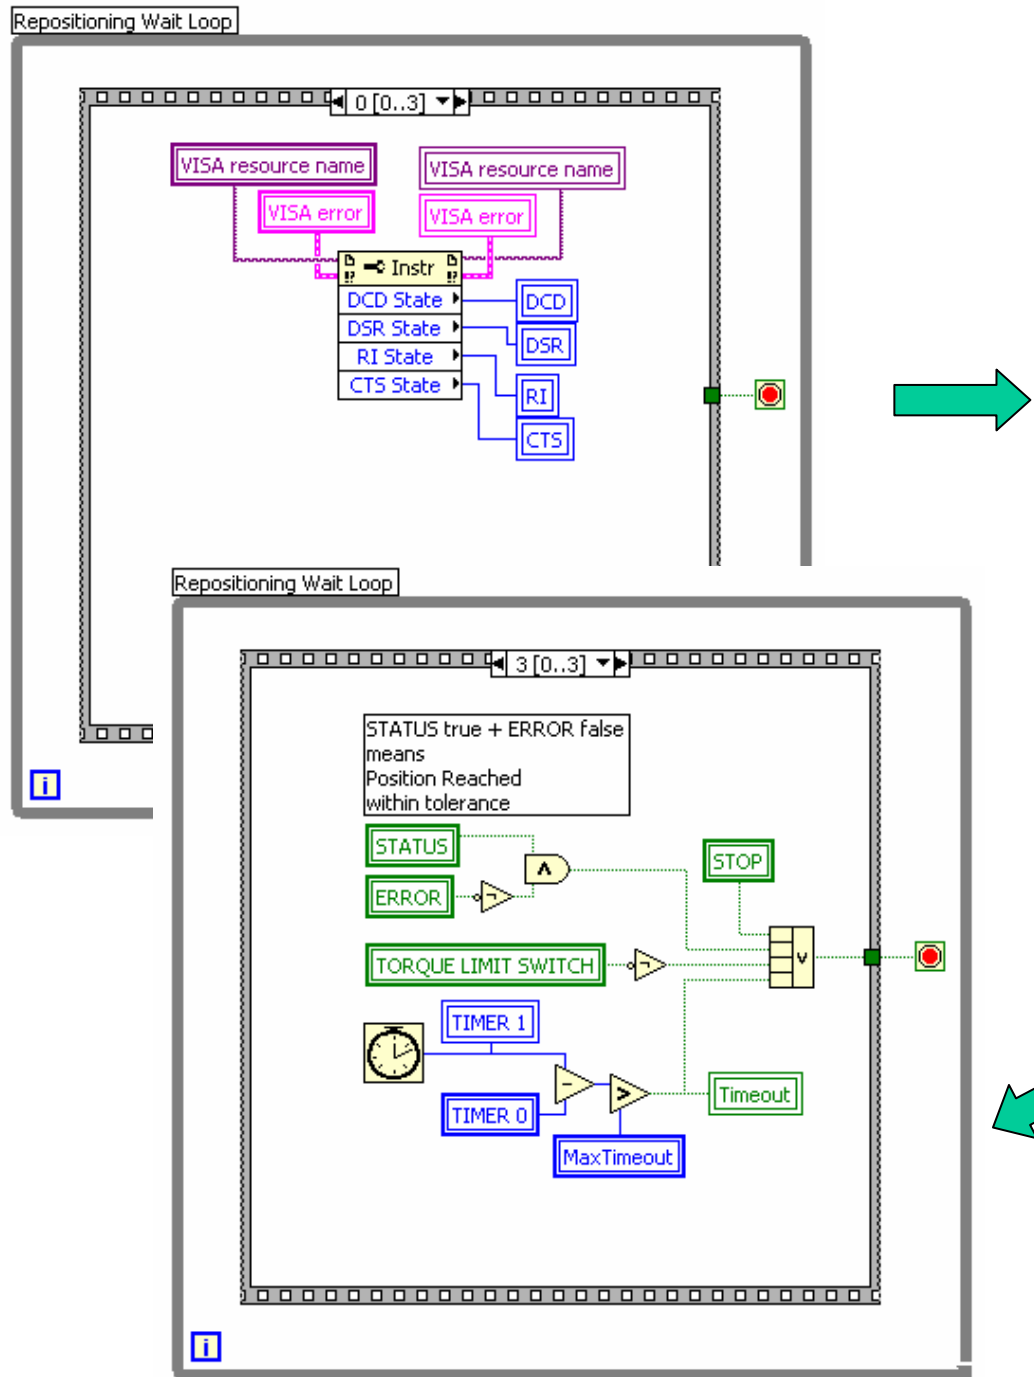 Repositioning Wait Loop
0 [0..3]
VISA resource name
VISA resource name
VISA error
VISA error
Instr
DCD State
DCD
DSR State
DSR
RI State
RI
CTS State
CTS
i
Repositioning Wait Loop
3 [0..3]
STATUS true + ERROR false
means
Position Reached
within tolerance
STATUS
STOP
ERROR
TORQUE LIMIT SWITCH
TIMER 1
TIMER 0
Timeout
MaxTimeout
i